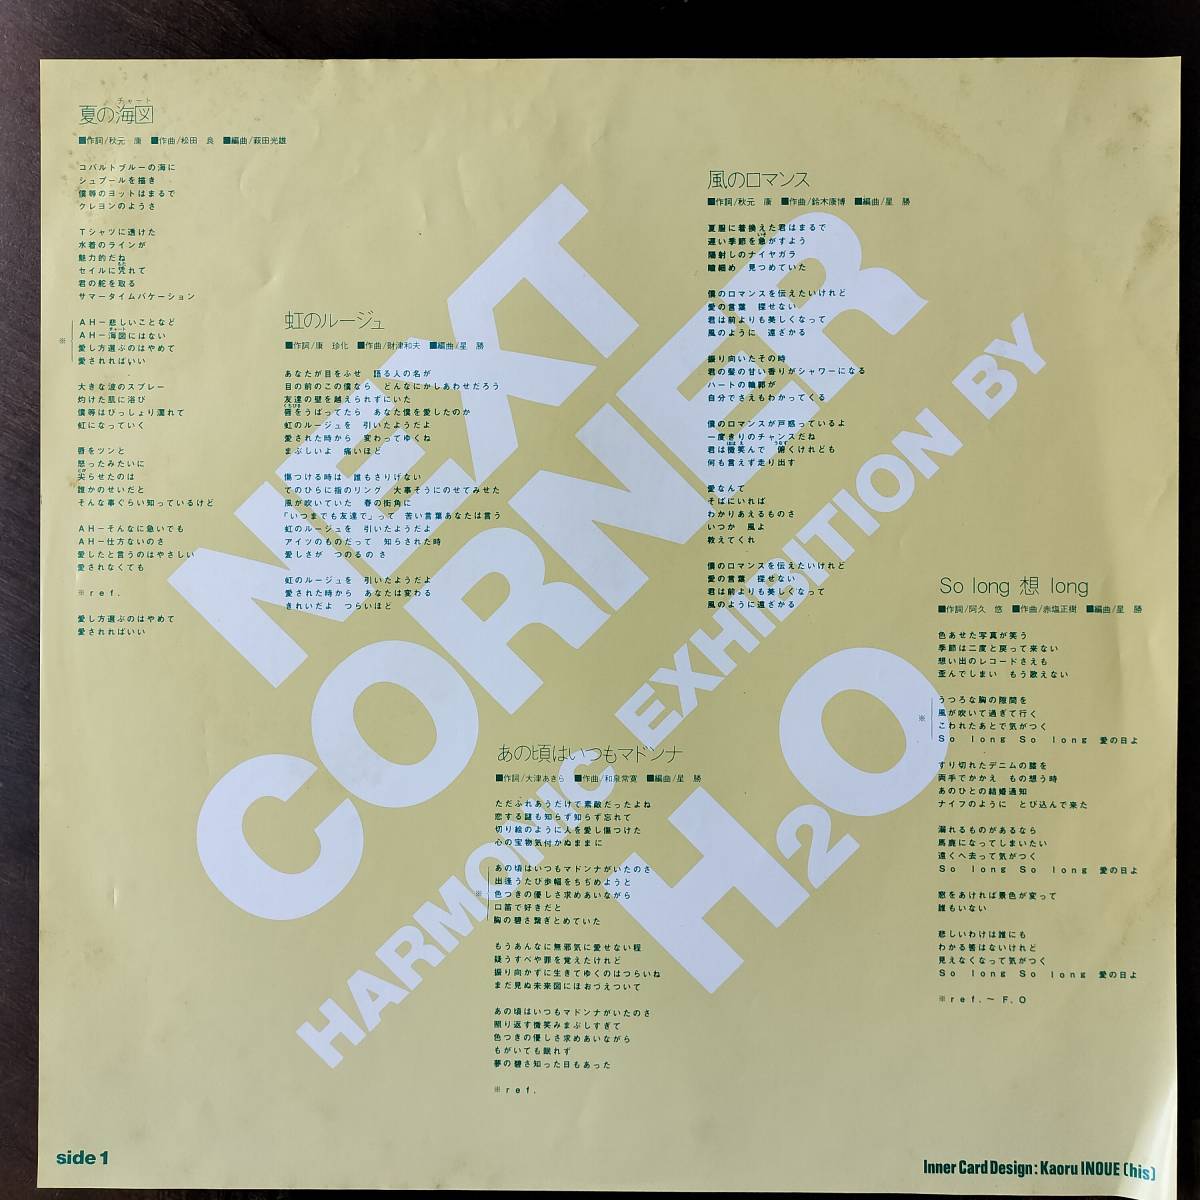 夏の海図
チャート
■作詞/秋元 康 ■作曲/松田 良 ■編曲/萩田光雄
コバルトブルーの海に
シュプールを描き
僕等のヨットはまるで
クレヨンのようさ
Tシャツに透けた
水着のラインが
魅力的だね
セイルに凭れて
君の舵を取る
サマータイムバケーション
※
AH−悲しいことなど
AH−海図にはない
チャート
愛し方選ぶのはやめて
愛されればいい
大きな波のスプレー
灼けた肌に浴び
僕等はびっしょり濡れて
虹になっていく
唇をツンと
怒ったみたいに
尖らせたのは
誰かのせいだと
そんな事ぐらい知っているけど
AH−そんなに急いでも
AH−仕方ないのさ
愛したと言うのはやさしい
愛されなくても
※ref.
愛し方選ぶのはやめて
愛されればいい
虹のルージュ
■作詞/康 珍化 ■作曲/財津和夫 ■編曲/星 勝
あなたが目をふせ 語る人の名が
目の前のこの僕なら どんなにかしあわせだろう
友達の壁を越えられずにいた
唇をうばってたら あなた僕を愛したのか
くちびる
虹のルージュを 引いたようだよ
愛された時から 変わってゆくね
まぶしいよ 痛いほど
傷つける時は 誰もさりげない
てのひらに指のリング 大事そうにのせてみせた
風が吹いていた 春の街角に
「いつまでも友達で」って 苦い言葉あなたは言う
虹のルージュを 引いたようだよ
アイツのものだって 知らされた時
愛しさが つのるのさ
虹のルージュを 引いたようだよ
愛された時から あなたは変わる
きれいだよ つらいほど
あの頃はいつもマドンナ
■作詞/大津あきら ■作曲/和泉常寛 ■編曲/星 勝
ただふれあうだけで素敵だったよね
恋する謎も知らず知らず忘れて
切り絵のように人を愛し傷つけた
心の宝物気付かぬままに
※
あの頃はいつもマドンナがいたのさ
出逢うたび歩幅をちぢめようと
色つきの優しさ求めあいながら
口笛で好きだと
胸の碧さ繋ぎとめていた
もうあんなに無邪気に愛せない程
疑うすべや罪を覚えたけれど
振り向かずに生きてゆくのはつらいね
まだ見ぬ未来図にほおづえついて
あの頃はいつもマドンナがいたのさ
照り返す微笑みまぶしすぎて
色つきの優しさ求めあいながら
もがいても眠れず
夢の碧さ知った日もあった
※ref.
風のロマンス
■作詞/秋元 康 ■作曲/鈴木康博 ■編曲/星 勝
夏服に着換えた君はまるで
遅い季節を急がすよう
陽射しのナイヤガラ
瞳細め 見つめていた
僕のロマンスを伝えたいけれど
愛の言葉 探せない
君は前よりも美しくなって
風のように 遠ざかる
振り向いたその時
君の髪の甘い香りがシャワーになる
ハートの輪郭が
自分でさえもわかってくる
僕のロマンスが戸惑っているよ
一度きりのチャンスだね
君は微笑んで 俯くけれども
何も言えず走り出す
愛なんて
そばにいれば
わかりあえるものさ
いつか 風よ
教えてくれ
僕のロマンスを伝えたいけれど
愛の言葉 探せない
君は前よりも美しくなって
風のように遠ざかる
So long 想 long
■作詞/阿久 悠 ■作曲/赤塩正樹 ■編曲/星 勝
色あせた写真が笑う
季節は二度と戻って来ない
想い出のレコードさえも
歪んでしまい もう歌えない
※
うつろな胸の隙間を
風が吹いて過ぎて行く
こわれたあとで気がつく
So long So long 愛の日よ
すり切れたデニムの膝を
両手でかかえ もの想う時
あのひとの結婚通知
ナイフのように とび込んで来た
溺れるものがあるなら
馬鹿になってしまいたい
遠くへ去って気がつく
So long So long 愛の日よ
窓をあければ景色が変って
誰もいない
悲しいわけは誰にも
わかる筈はないけれど
見えなくなって気がつく
So long So long 愛の日よ
※ref.〜F.O
NEXT
CORNER
HARMONIC EXHIBITION BY
H2O
side 1
Inner Card Design : Kaoru INOUE (his)